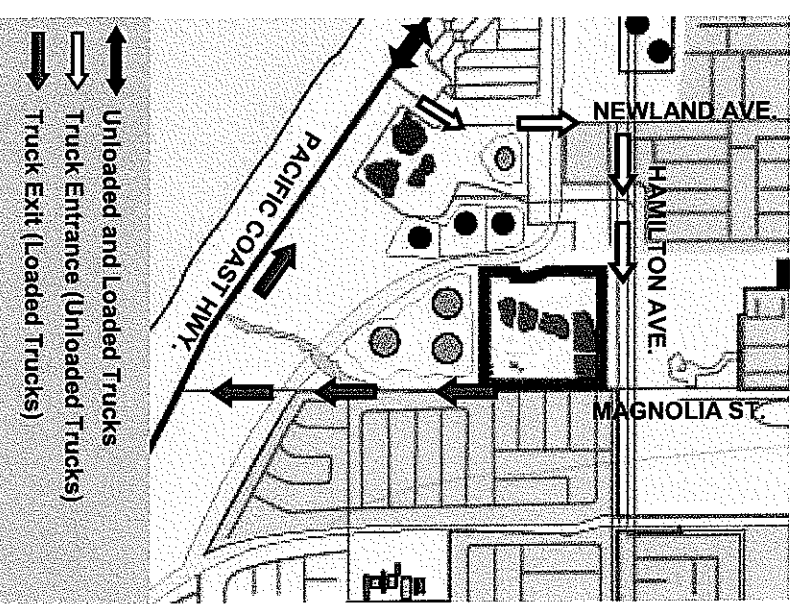 Unloaded and Loaded Trucks
Truck Entrance (Unloaded Trucks)
Truck Exit (Loaded Trucks)
PACIFIC COAST HWY.
NEWLAND AVE.
HAMILTON AVE.
MAGNOLIA ST.